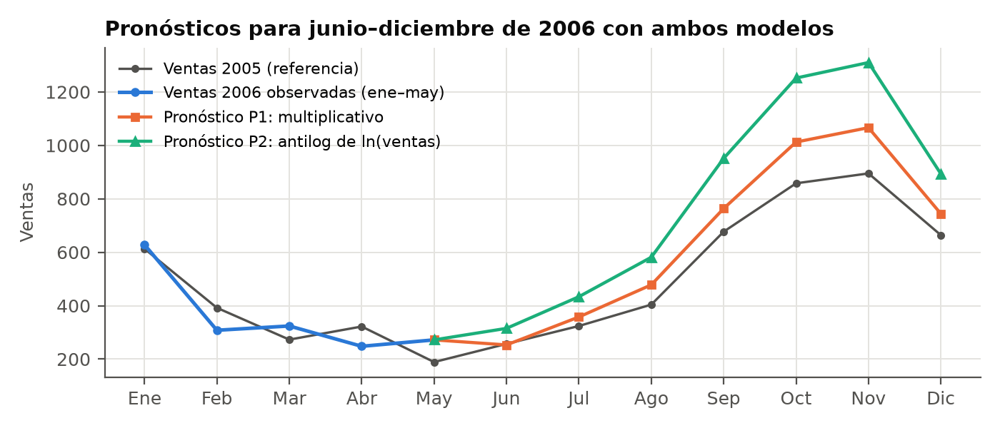 Pronósticos para junio–diciembre de 2006 con ambos modelos
Ventas 2005 (referencia)
Ventas 2006 observadas (ene–may)
Pronóstico P1: multiplicativo
Pronóstico P2: antilog de ln(ventas)
Ventas
1200
1000
800
600
400
200
Ene Feb Mar Abr May Jun Jul Ago Sep Oct Nov Dic